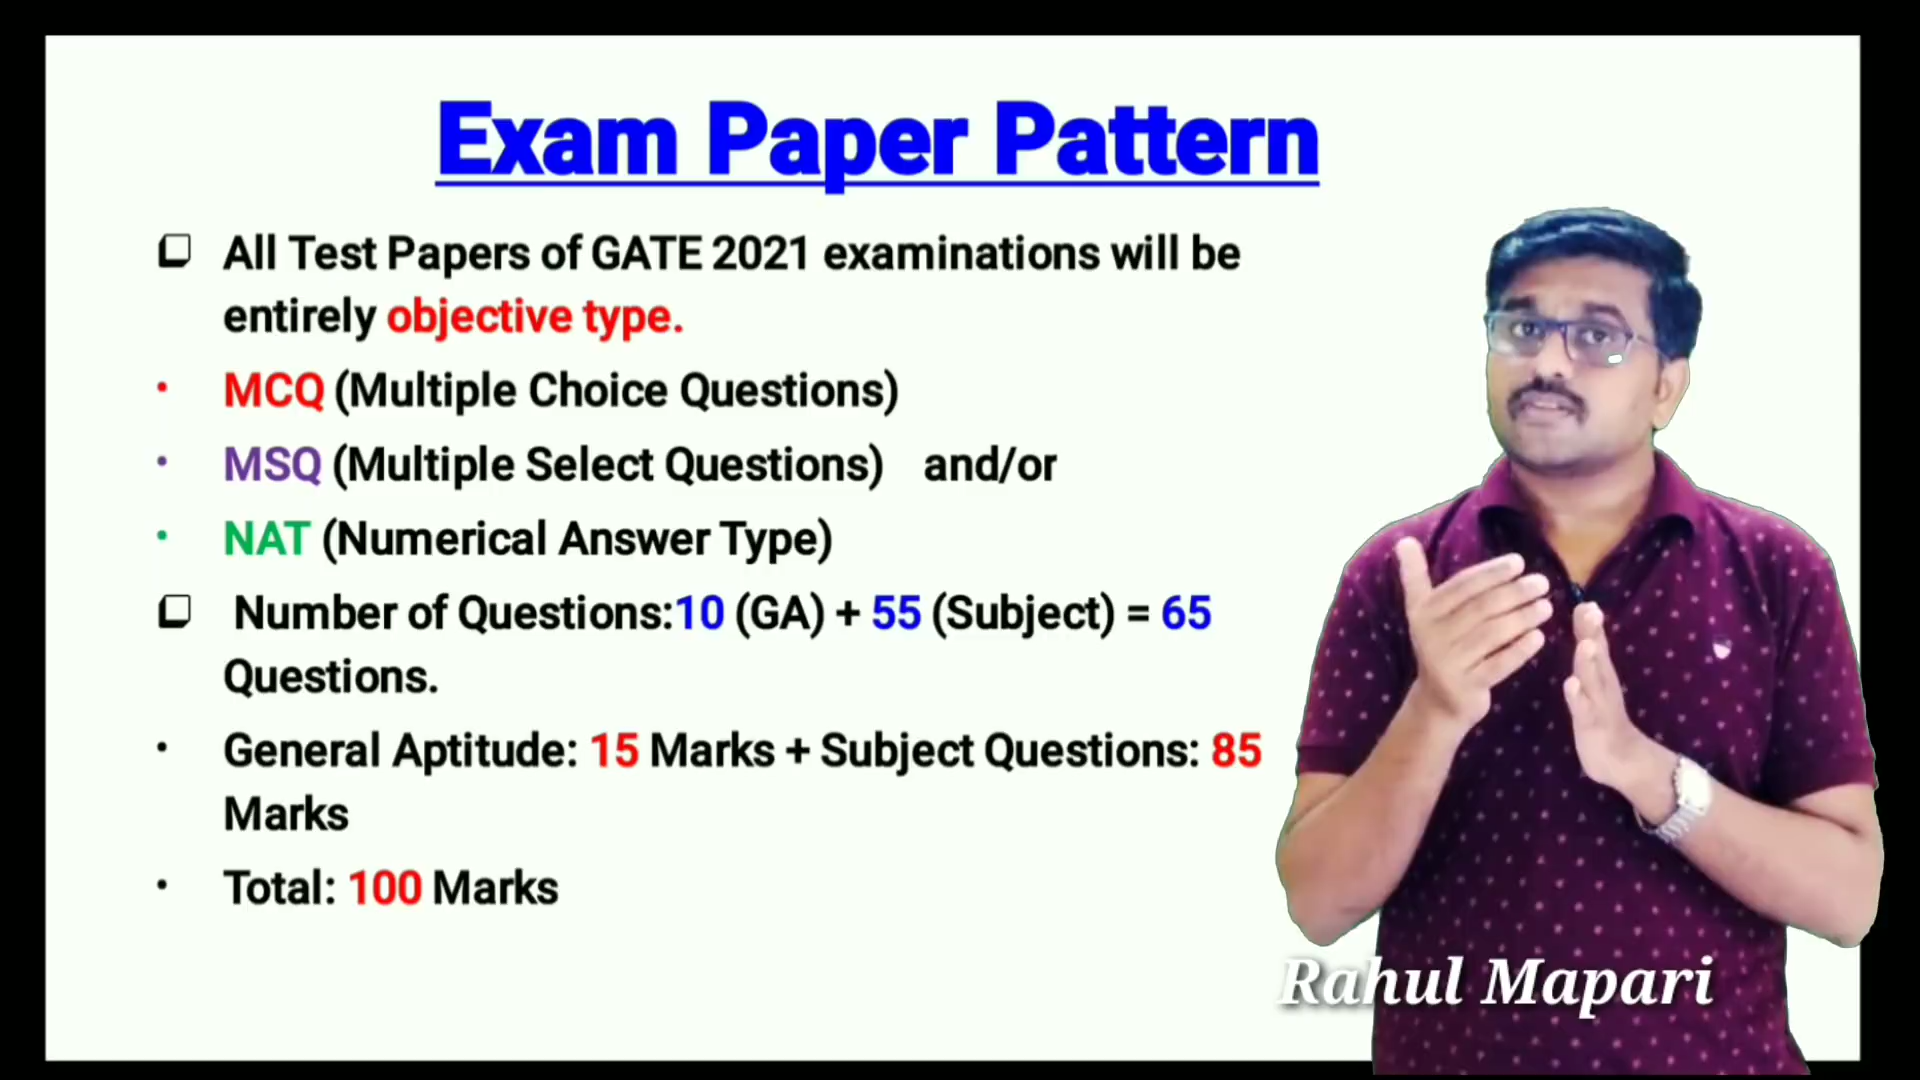 Exam Paper Pattern
All Test Papers of GATE 2021 examinations will be
entirely objective type.
MCQ (Multiple Choice Questions)
MSQ (Multiple Select Questions) and/or
NAT (Numerical Answer Type)
Number of Questions:10 (GA) + 55 (Subject) = 65
Questions.
General Aptitude: 15 Marks + Subject Questions: 85
Marks
Total: 100 Marks
Rahul Mapari